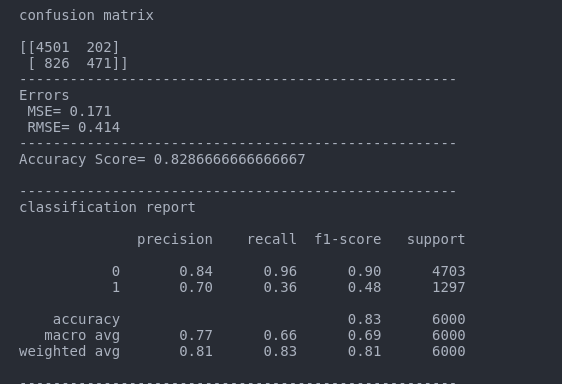 confusion matrix
[[4501  202]
 [ 826  471]]
----------------------------------------------------
Errors
 MSE= 0.171
 RMSE= 0.414
----------------------------------------------------
Accuracy Score= 0.8286666666666667
----------------------------------------------------
classification report
              precision    recall  f1-score   support
           0       0.84      0.96      0.90      4703
           1       0.70      0.36      0.48      1297
    accuracy                           0.83      6000
   macro avg       0.77      0.66      0.69      6000
weighted avg       0.81      0.83      0.81      6000
----------------------------------------------------